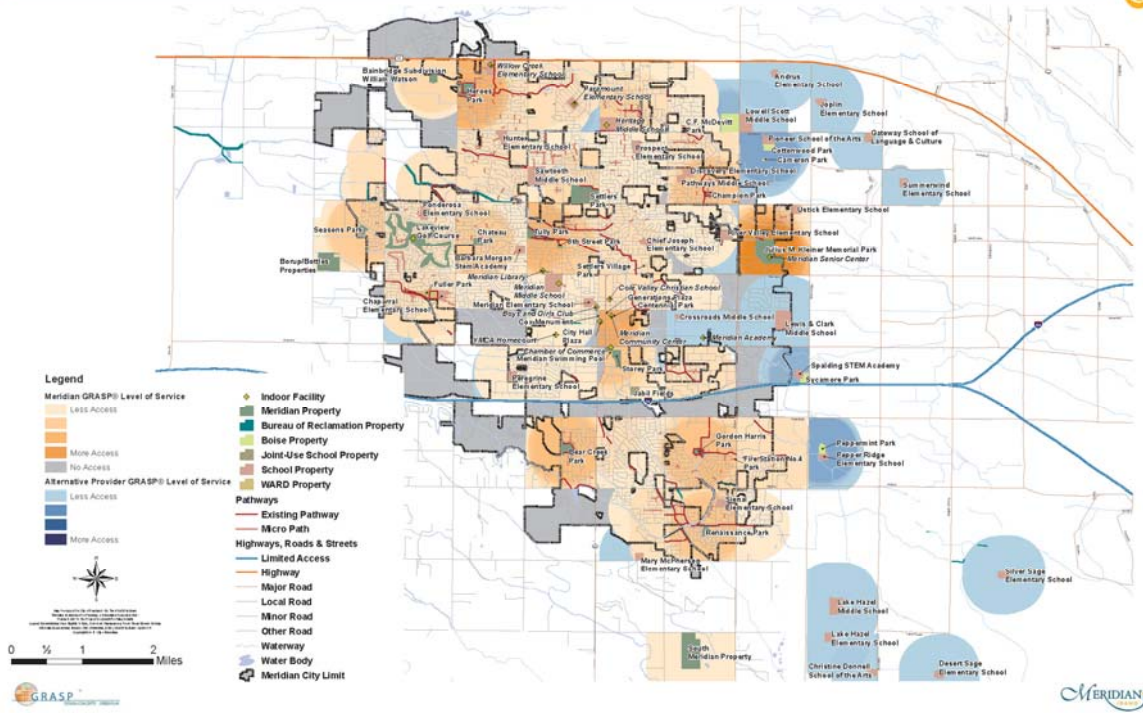 Willow Creek
Elementary School
Bainbridge Subdivision
William Watson
Heroes
Park
Paramount
Elementary School
Andrus
Elementary School
Joplin
Elementary School
Lowell Scott
Middle School
C.F. McDevitt
Park
Heritage
Middle School
Pioneer School of the Arts
Gateway School of
Language & Culture
Cottonwood Park
Cameron Park
Hunter
Elementary School
Prospect
Elementary School
Sawtooth
Middle School
Discovery Elementary School
Pathways Middle School
Champion Park
Summerwind
Elementary School
Settlers
Park
Ponderosa
Elementary School
Ustick Elementary School
Seasons Park
Lakeview
Golf Course
Chateau
Park
Tully Park
8th Street Park
Chief Joseph
Elementary School
River Valley Elementary School
Julius M. Kleiner Memorial Park
Meridian Senior Center
Barbara Morgan
Stem Academy
Settlers Village
Park
Borup/Bottles
Properties
Meridian Library
Fuller Park
Meridian
Middle School
Cole Valley Christian School
Generations Plaza
Centennial Park
Chaparral
Elementary School
Meridian Elementary School
Boys and Girls Club
Crossroads Middle School
Lewis & Clark
Middle School
City Hall
Plaza
Meridian
Community Center
Meridian Academy
YMCA Homecourt
Chamber of Commerce
Meridian Swimming Pool
Storey Park
Spalding STEM Academy
Sycamore Park
Peregrine
Elementary School
Jabil Fields
Gordon Harris
Park
Bear Creek
Park
Fire Station No.4
Park
Peppermint Park
Pepper Ridge
Elementary School
Siena
Elementary School
Renaissance Park
Mary McPherson
Elementary School
Silver Sage
Elementary School
Lake Hazel
Middle School
Lake Hazel
Elementary School
South
Meridian Property
Christine Donnell
School of the Arts
Desert Sage
Elementary School
Legend
Meridian GRASP® Level of Service
Less Access
More Access
No Access
Alternative Provider GRASP® Level of Service
Less Access
More Access
Indoor Facility
Meridian Property
Bureau of Reclamation Property
Boise Property
Joint-Use School Property
School Property
WARD Property
Pathways
Existing Pathway
Micro Path
Highways, Roads & Streets
Limited Access
Highway
Major Road
Local Road
Minor Road
Other Road
Waterway
Water Body
Meridian City Limit
0 ½ 1 2
Miles
GRASP
MERIDIAN
IDAHO